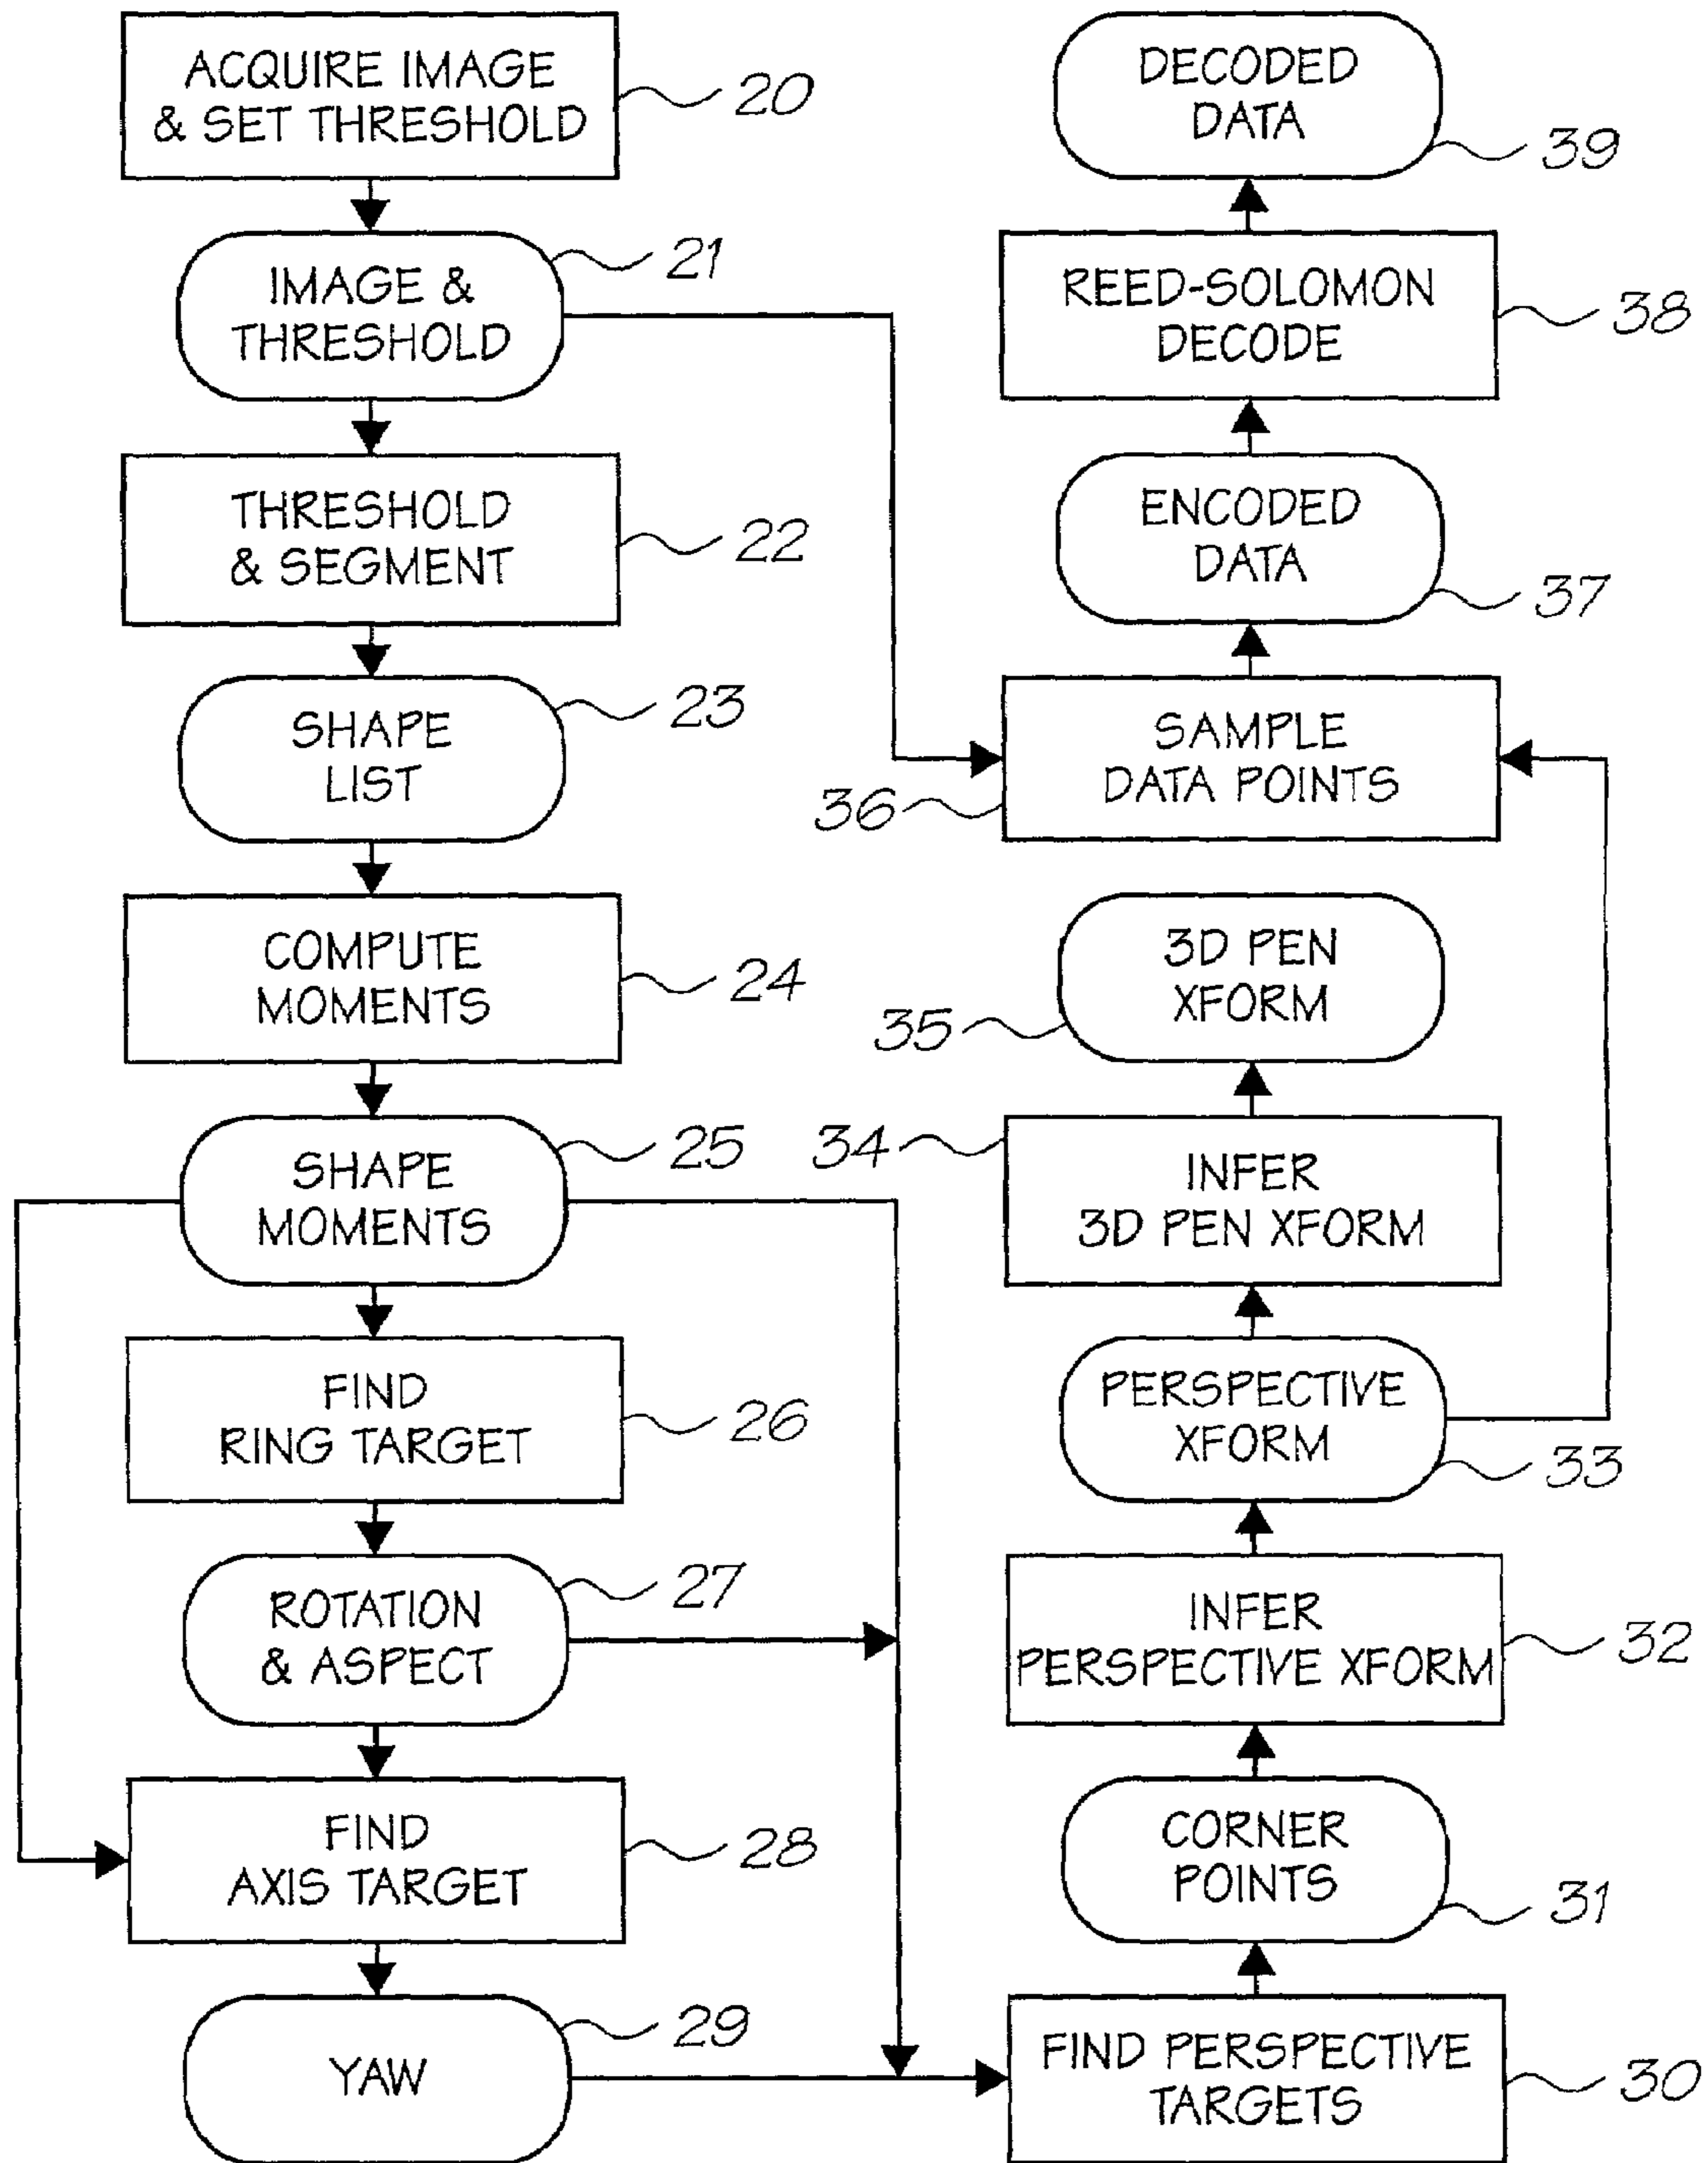 ACQUIRE IMAGE
& SET THRESHOLD
20
IMAGE &
THRESHOLD
21
THRESHOLD
& SEGMENT
22
SHAPE
LIST
23
COMPUTE
MOMENTS
24
SHAPE
MOMENTS
25
FIND
RING TARGET
26
ROTATION
& ASPECT
27
FIND
AXIS TARGET
28
YAW
29
FIND PERSPECTIVE
TARGETS
30
CORNER
POINTS
31
INFER
PERSPECTIVE XFORM
32
PERSPECTIVE
XFORM
33
INFER
3D PEN XFORM
34
3D PEN
XFORM
35
SAMPLE
DATA POINTS
36
ENCODED
DATA
37
REED-SOLOMON
DECODE
38
DECODED
DATA
39